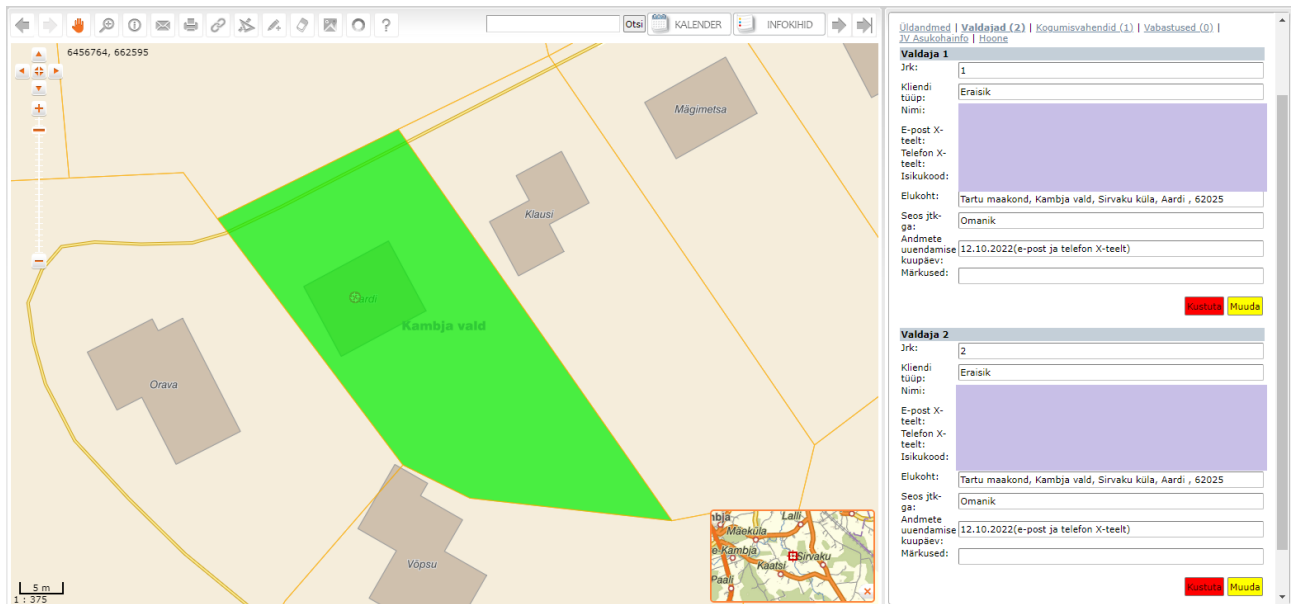 Otsi KALENDER INFOKIHID
6456764, 662595
Mägimetsa
Klausi
Aardi
Kambja vald
Orava
Võpsu
5 m
1 : 375
mbja
Lalli
Mäeküla
e-Kambja
Sirvaku
Kaatsi
Paali
Üldandmed | Valdajad (2) | Kogumisvahendid (1) | Vabastused (0) |
JV Asukohainfo | Hoone
Valdaja 1
Jrk: 1
Kliendi
tüüp: Eraisik
Nimi:
E-post X-
teelt:
Telefon X-
teelt:
Isikukood:
Elukoht: Tartu maakond, Kambja vald, Sirvaku küla, Aardi , 62025
Seos jtk-
ga: Omanik
Andmete
uuendamise 12.10.2022(e-post ja telefon X-teelt)
kuupäev:
Märkused:
Kustuta Muuda
Valdaja 2
Jrk: 2
Kliendi
tüüp: Eraisik
Nimi:
E-post X-
teelt:
Telefon X-
teelt:
Isikukood:
Elukoht: Tartu maakond, Kambja vald, Sirvaku küla, Aardi , 62025
Seos jtk-
ga: Omanik
Andmete
uuendamise 12.10.2022(e-post ja telefon X-teelt)
kuupäev:
Märkused:
Kustuta Muuda